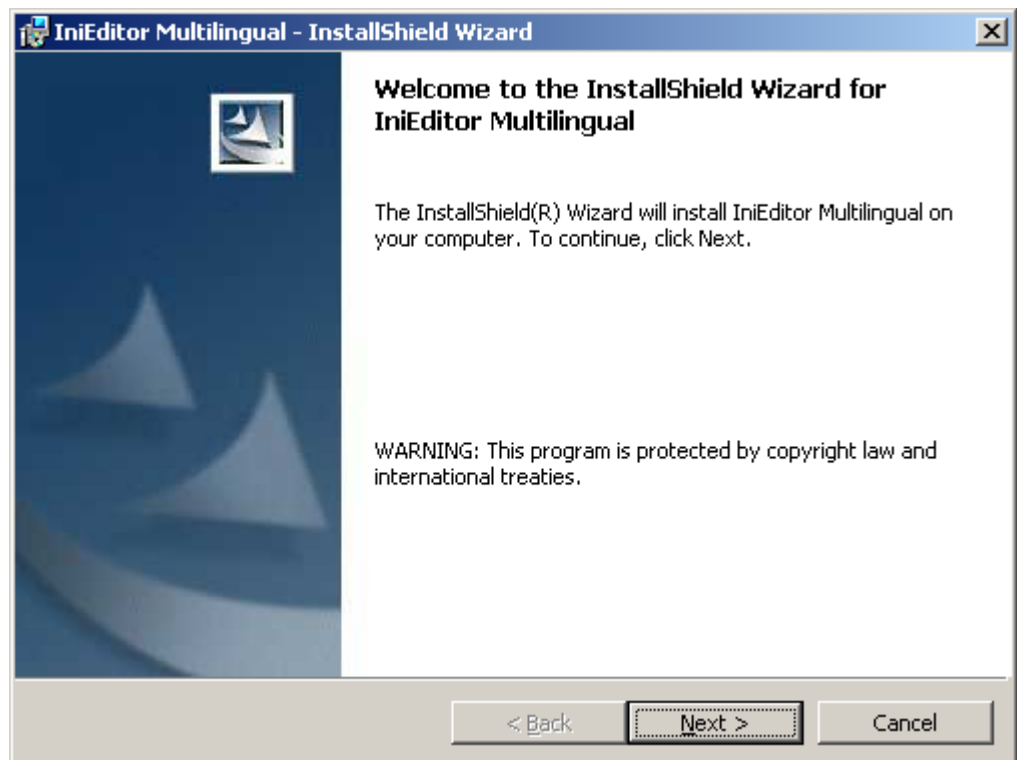 IniEditor Multilingual - InstallShield Wizard
Welcome to the InstallShield Wizard for
IniEditor Multilingual
The InstallShield(R) Wizard will install IniEditor Multilingual on
your computer. To continue, click Next.
WARNING: This program is protected by copyright law and
international treaties.
< Back
Next >
Cancel